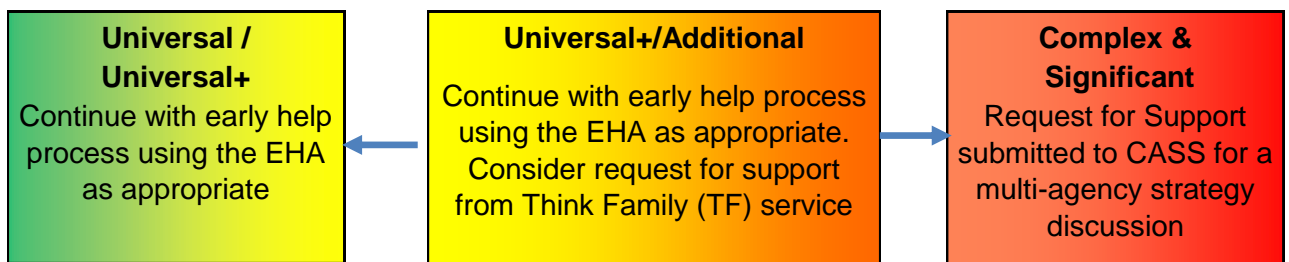 Universal /
Universal+
Continue with early help
process using the EHA
as appropriate
Universal+/Additional
Continue with early help process
using the EHA as appropriate.
Consider request for support
from Think Family (TF) service
Complex &
Significant
Request for Support
submitted to CASS for a
multi-agency strategy
discussion